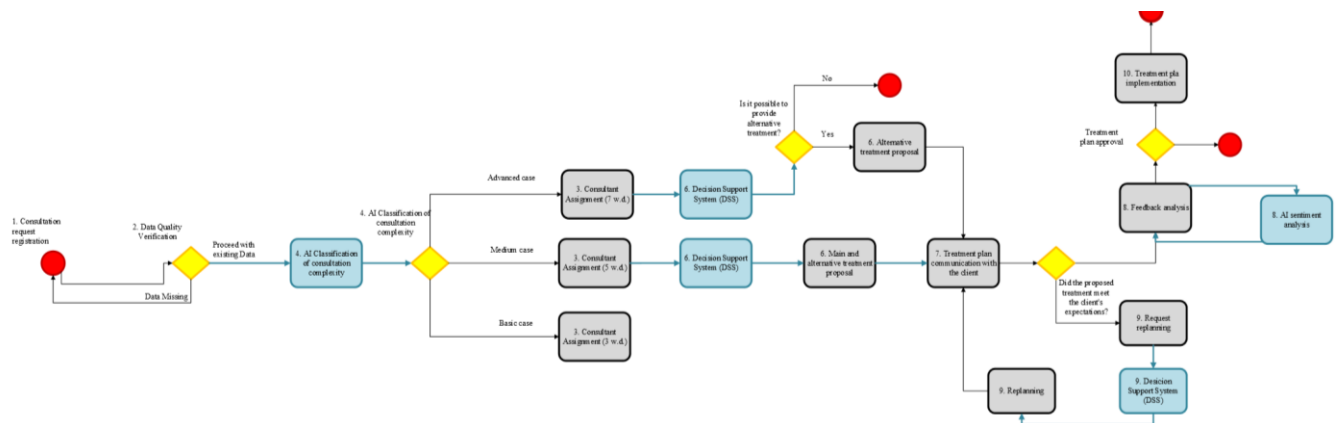 1. Consultation
request
registration
2. Data Quality
Verification
Proceed with
existing Data
Data Missing
4. AI Classification
of consultation
complexity
4. AI Classification of
consultation
complexity
Advanced case
Medium case
Basic case
3. Consultant
Assignment (7 w.d.)
3. Consultant
Assignment (5 w.d.)
3. Consultant
Assignment (3 w.d.)
6. Decision Support
System (DSS)
6. Decision Support
System (DSS)
Is it possible to
provide
alternative
treatment?
No
Yes
6. Alternative
treatment proposal
6. Main and
alternative treatment
proposal
7. Treatment plan
communication with
the client
Did the proposed
treatment meet
the client's
expectations?
10. Treatment pla
implementation
Treatment
plan approval
8. Feedback analysis
8. AI sentiment
analysis
9. Request
replanning
9. Desicion
Support System
(DSS)
9. Replanning